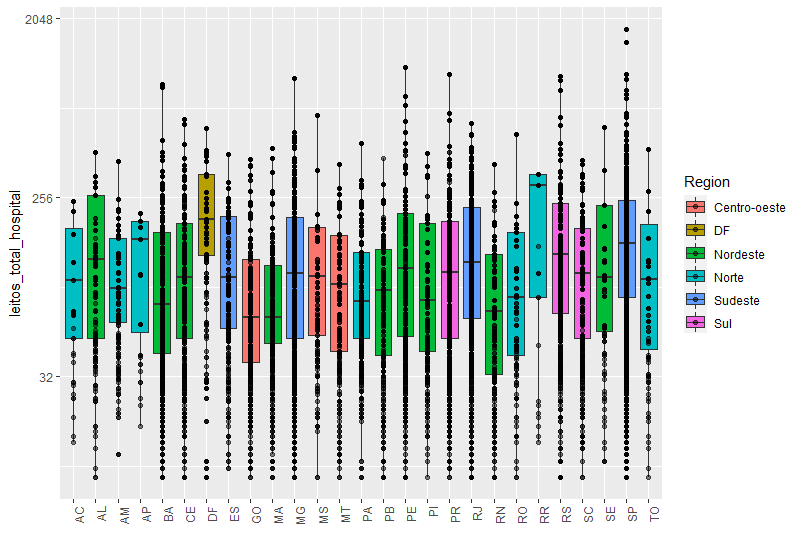 2048
256
32
leitos_total_hospital
AC
AL
AM
AP
BA
CE
DF
ES
GO
MA
MG
MS
MT
PA
PB
PE
PI
PR
RJ
RN
RO
RR
RS
SC
SE
SP
TO
Region
Centro-oeste
DF
Nordeste
Norte
Sudeste
Sul